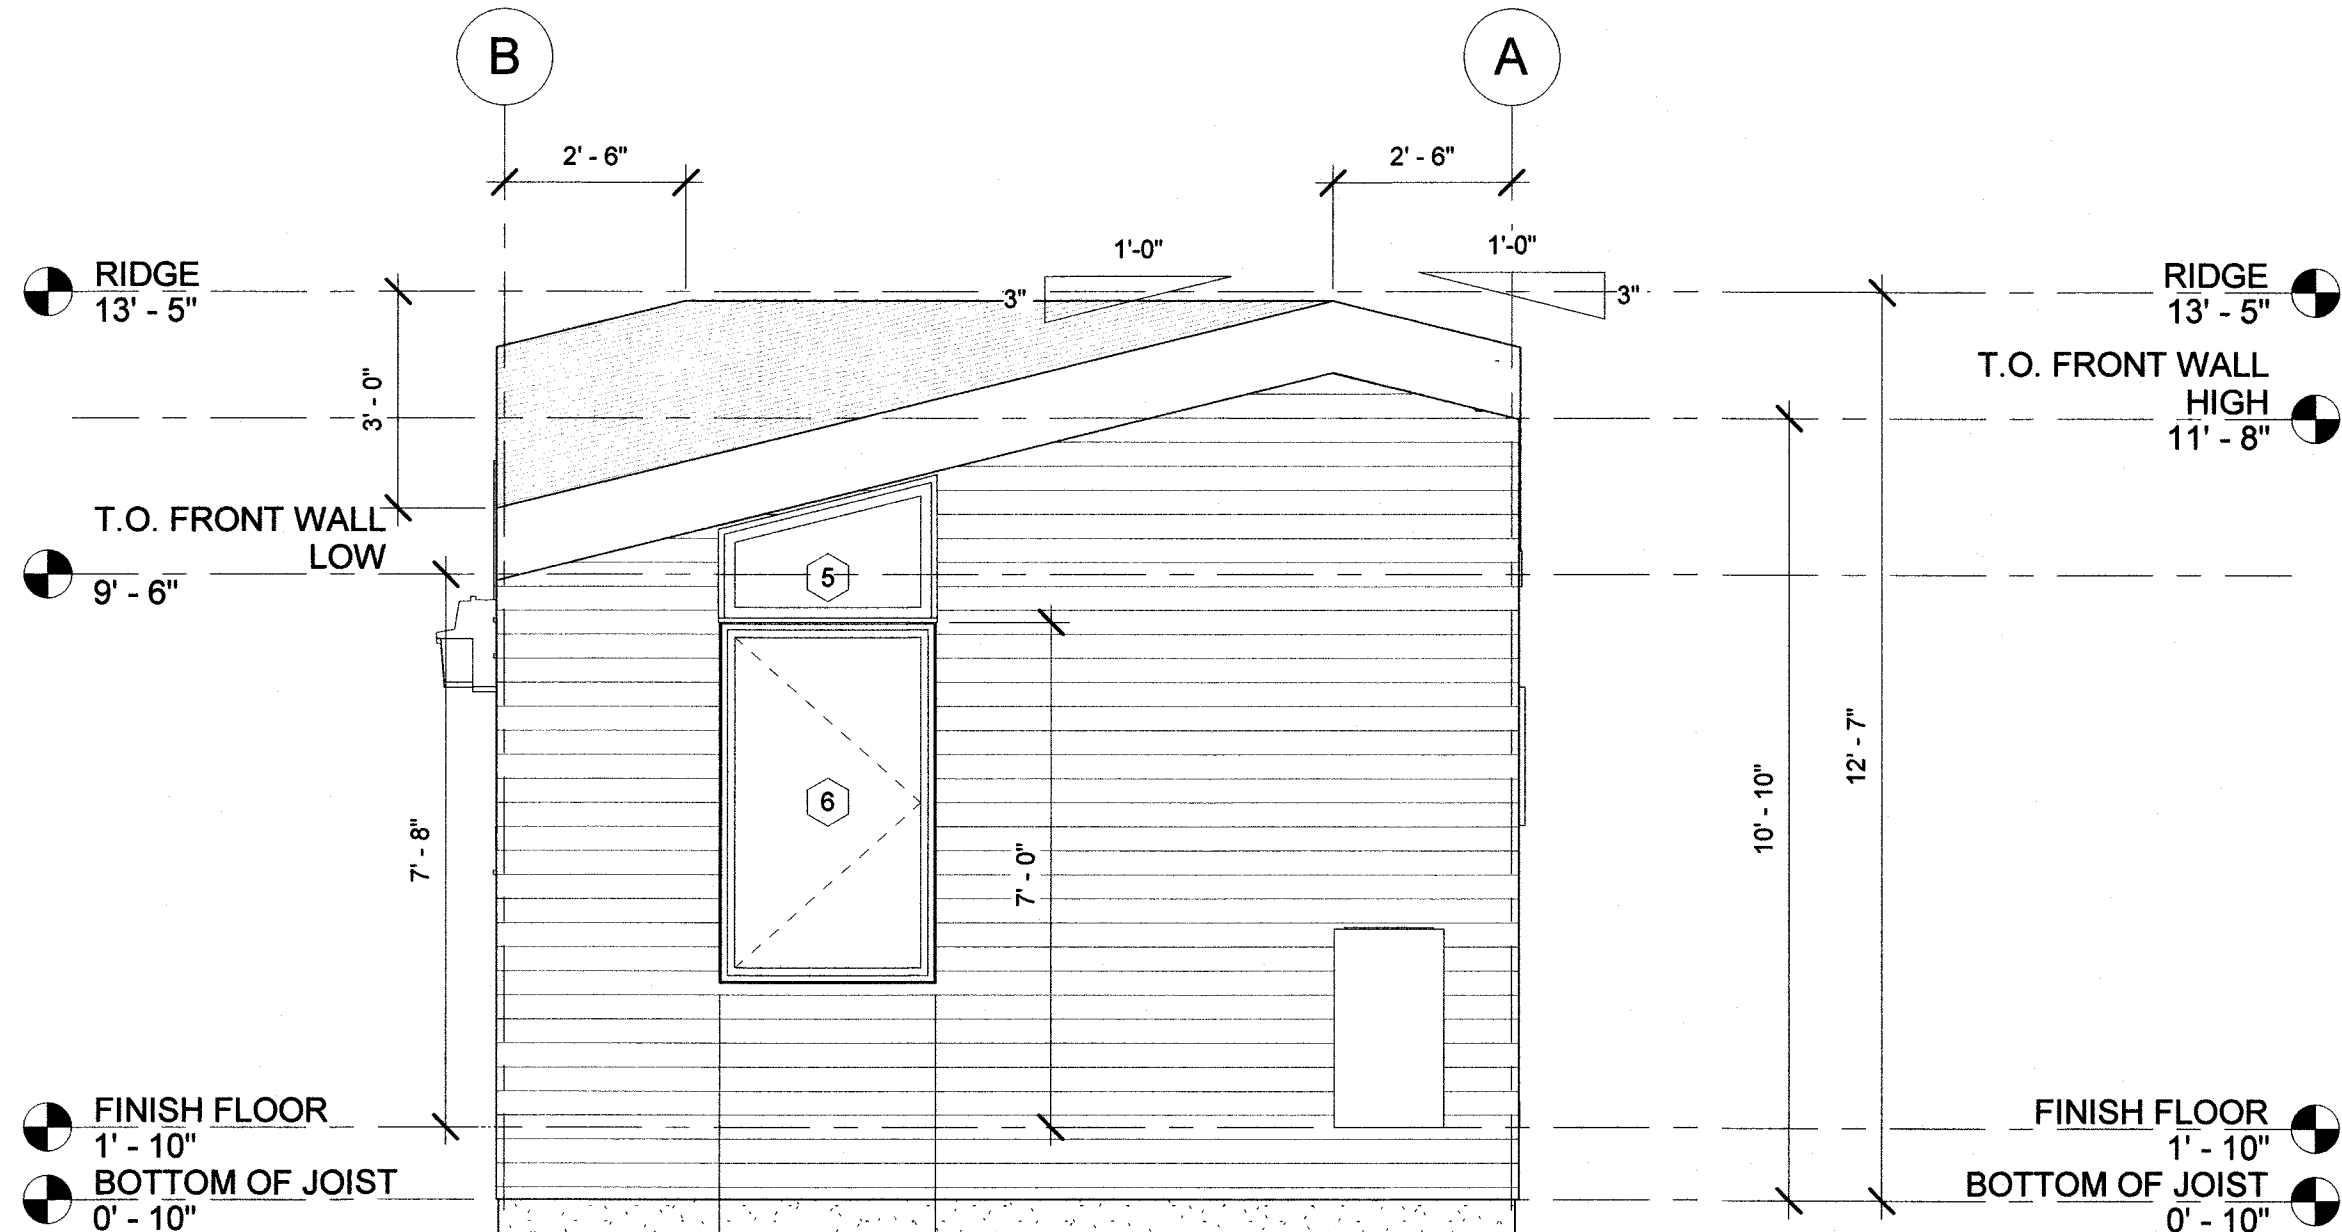 B
A
2' - 6"
2' - 6"
1'-0"
1'-0"
3"
3"
RIDGE
13' - 5"
RIDGE
13' - 5"
T.O. FRONT WALL
HIGH
11' - 8"
3' - 0"
T.O. FRONT WALL
LOW
9' - 6"
5
6
7' - 8"
7' - 0"
10' - 10"
12' - 7"
FINISH FLOOR
1' - 10"
FINISH FLOOR
1' - 10"
BOTTOM OF JOIST
0' - 10"
BOTTOM OF JOIST
0' - 10"